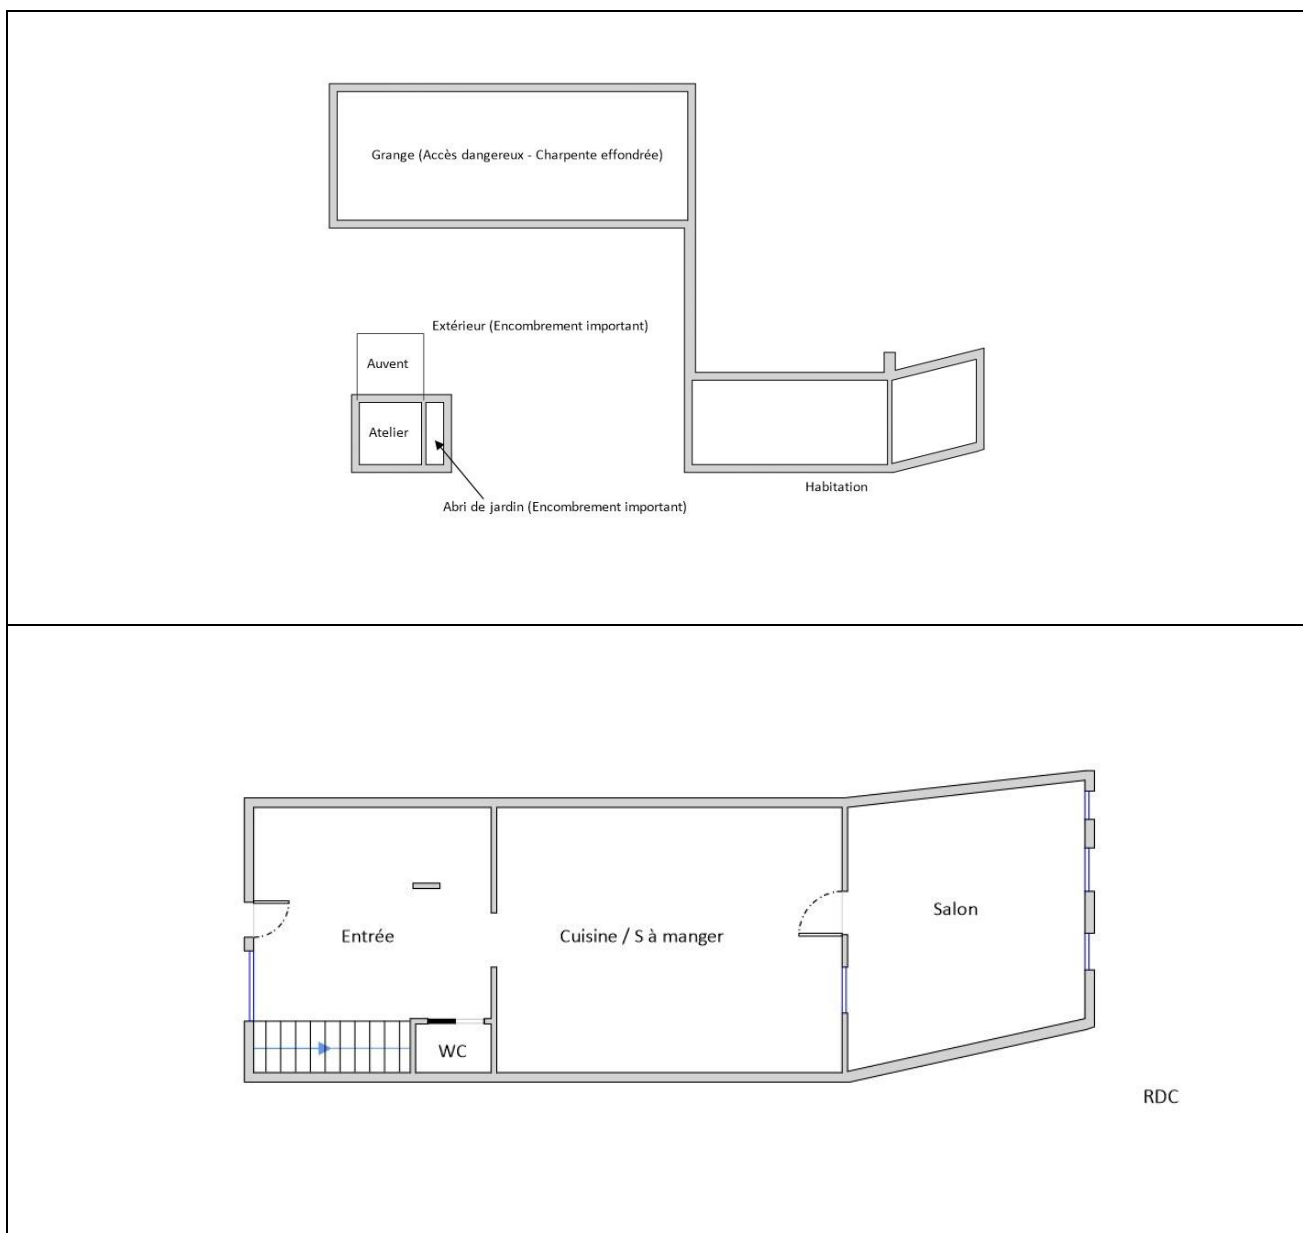 Grange (Accès dangereux - Charpente effondrée)
Extérieur (Encombrement important)
Auvent
Atelier
Habitation
Abri de jardin (Encombrement important)
Salon
Entrée
Cuisine / S à manger
WC
RDC